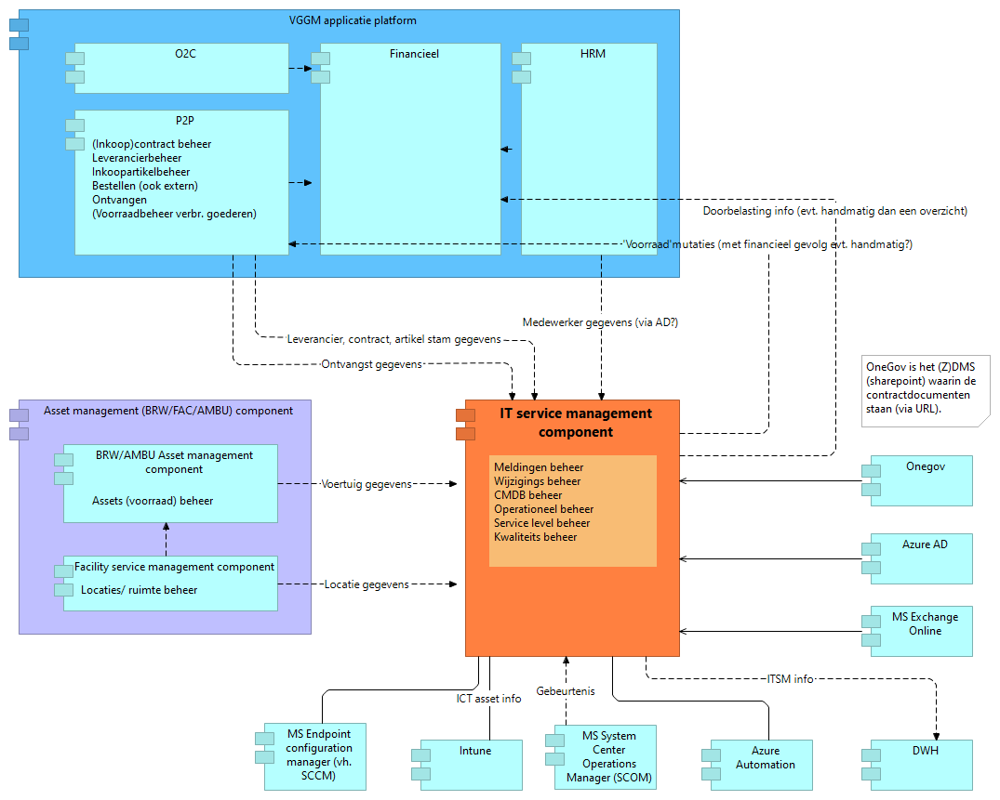 VGGM applicatie platform
O2C
Financieel
HRM
P2P
(Inkoop)contract beheer
Leverancierbeheer
Inkoopartikelbeheer
Bestellen (ook extern)
Ontvangen
(Voorraadbeheer verbr. goederen)
Doorbelasting info (evt. handmatig dan een overzicht)
'Voorraad'mutaties (met financieel gevolg evt. handmatig?)
Medewerker gegevens (via AD?)
Leverancier, contract, artikel stam gegevens
Ontvangst gegevens
OneGov is het (Z)DMS
(sharepoint) waarin de
contractdocumenten
staan (via URL).
Asset management (BRW/FAC/AMBU) component
BRW/AMBU Asset management
component
Assets (voorraad) beheer
Facility service management component
Locaties/ ruimte beheer
Voertuig gegevens
Locatie gegevens
IT service management
component
Meldingen beheer
Wijzigings beheer
CMDB beheer
Operationeel beheer
Service level beheer
Kwaliteits beheer
Onegov
Azure AD
MS Exchange
Online
ICT asset info
Gebeurtenis
ITSM info
MS Endpoint
configuration
manager (vh.
SCCM)
Intune
MS System
Center
Operations
Manager (SCOM)
Azure
Automation
DWH